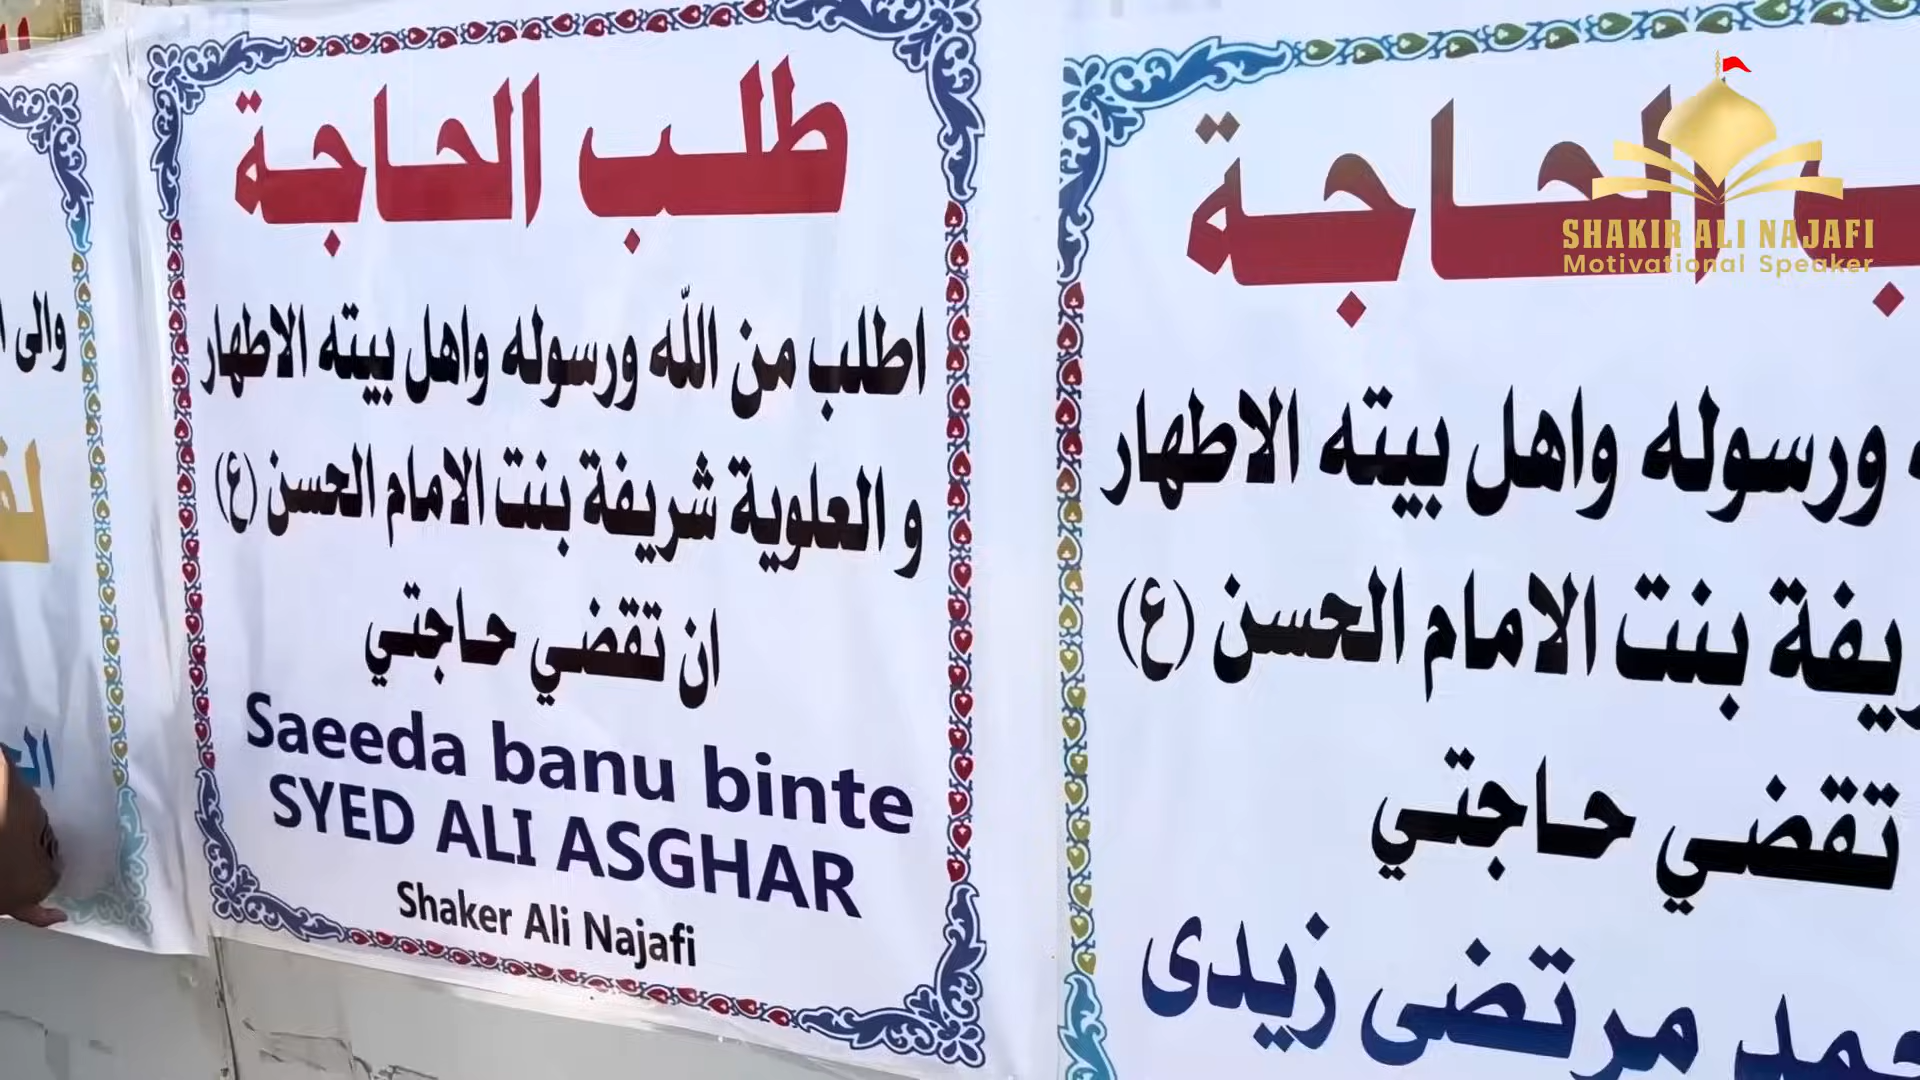 طلب الحاجة
اطلب من الله ورسوله واهل بيته الاطهار
و العلوية شريفة بنت الامام الحسن (ع)
ان تقضي حاجتي
Saeeda banu binte
SYED ALI ASGHAR
Shaker Ali Najafi
الحاجة
ورسوله واهل بيته الاطهار
بنت الامام الحسن (ع)
تقضي حاجتي
مرتضى زيدى
والى
SHAKIR ALI NAJAFI
Motivational Speaker